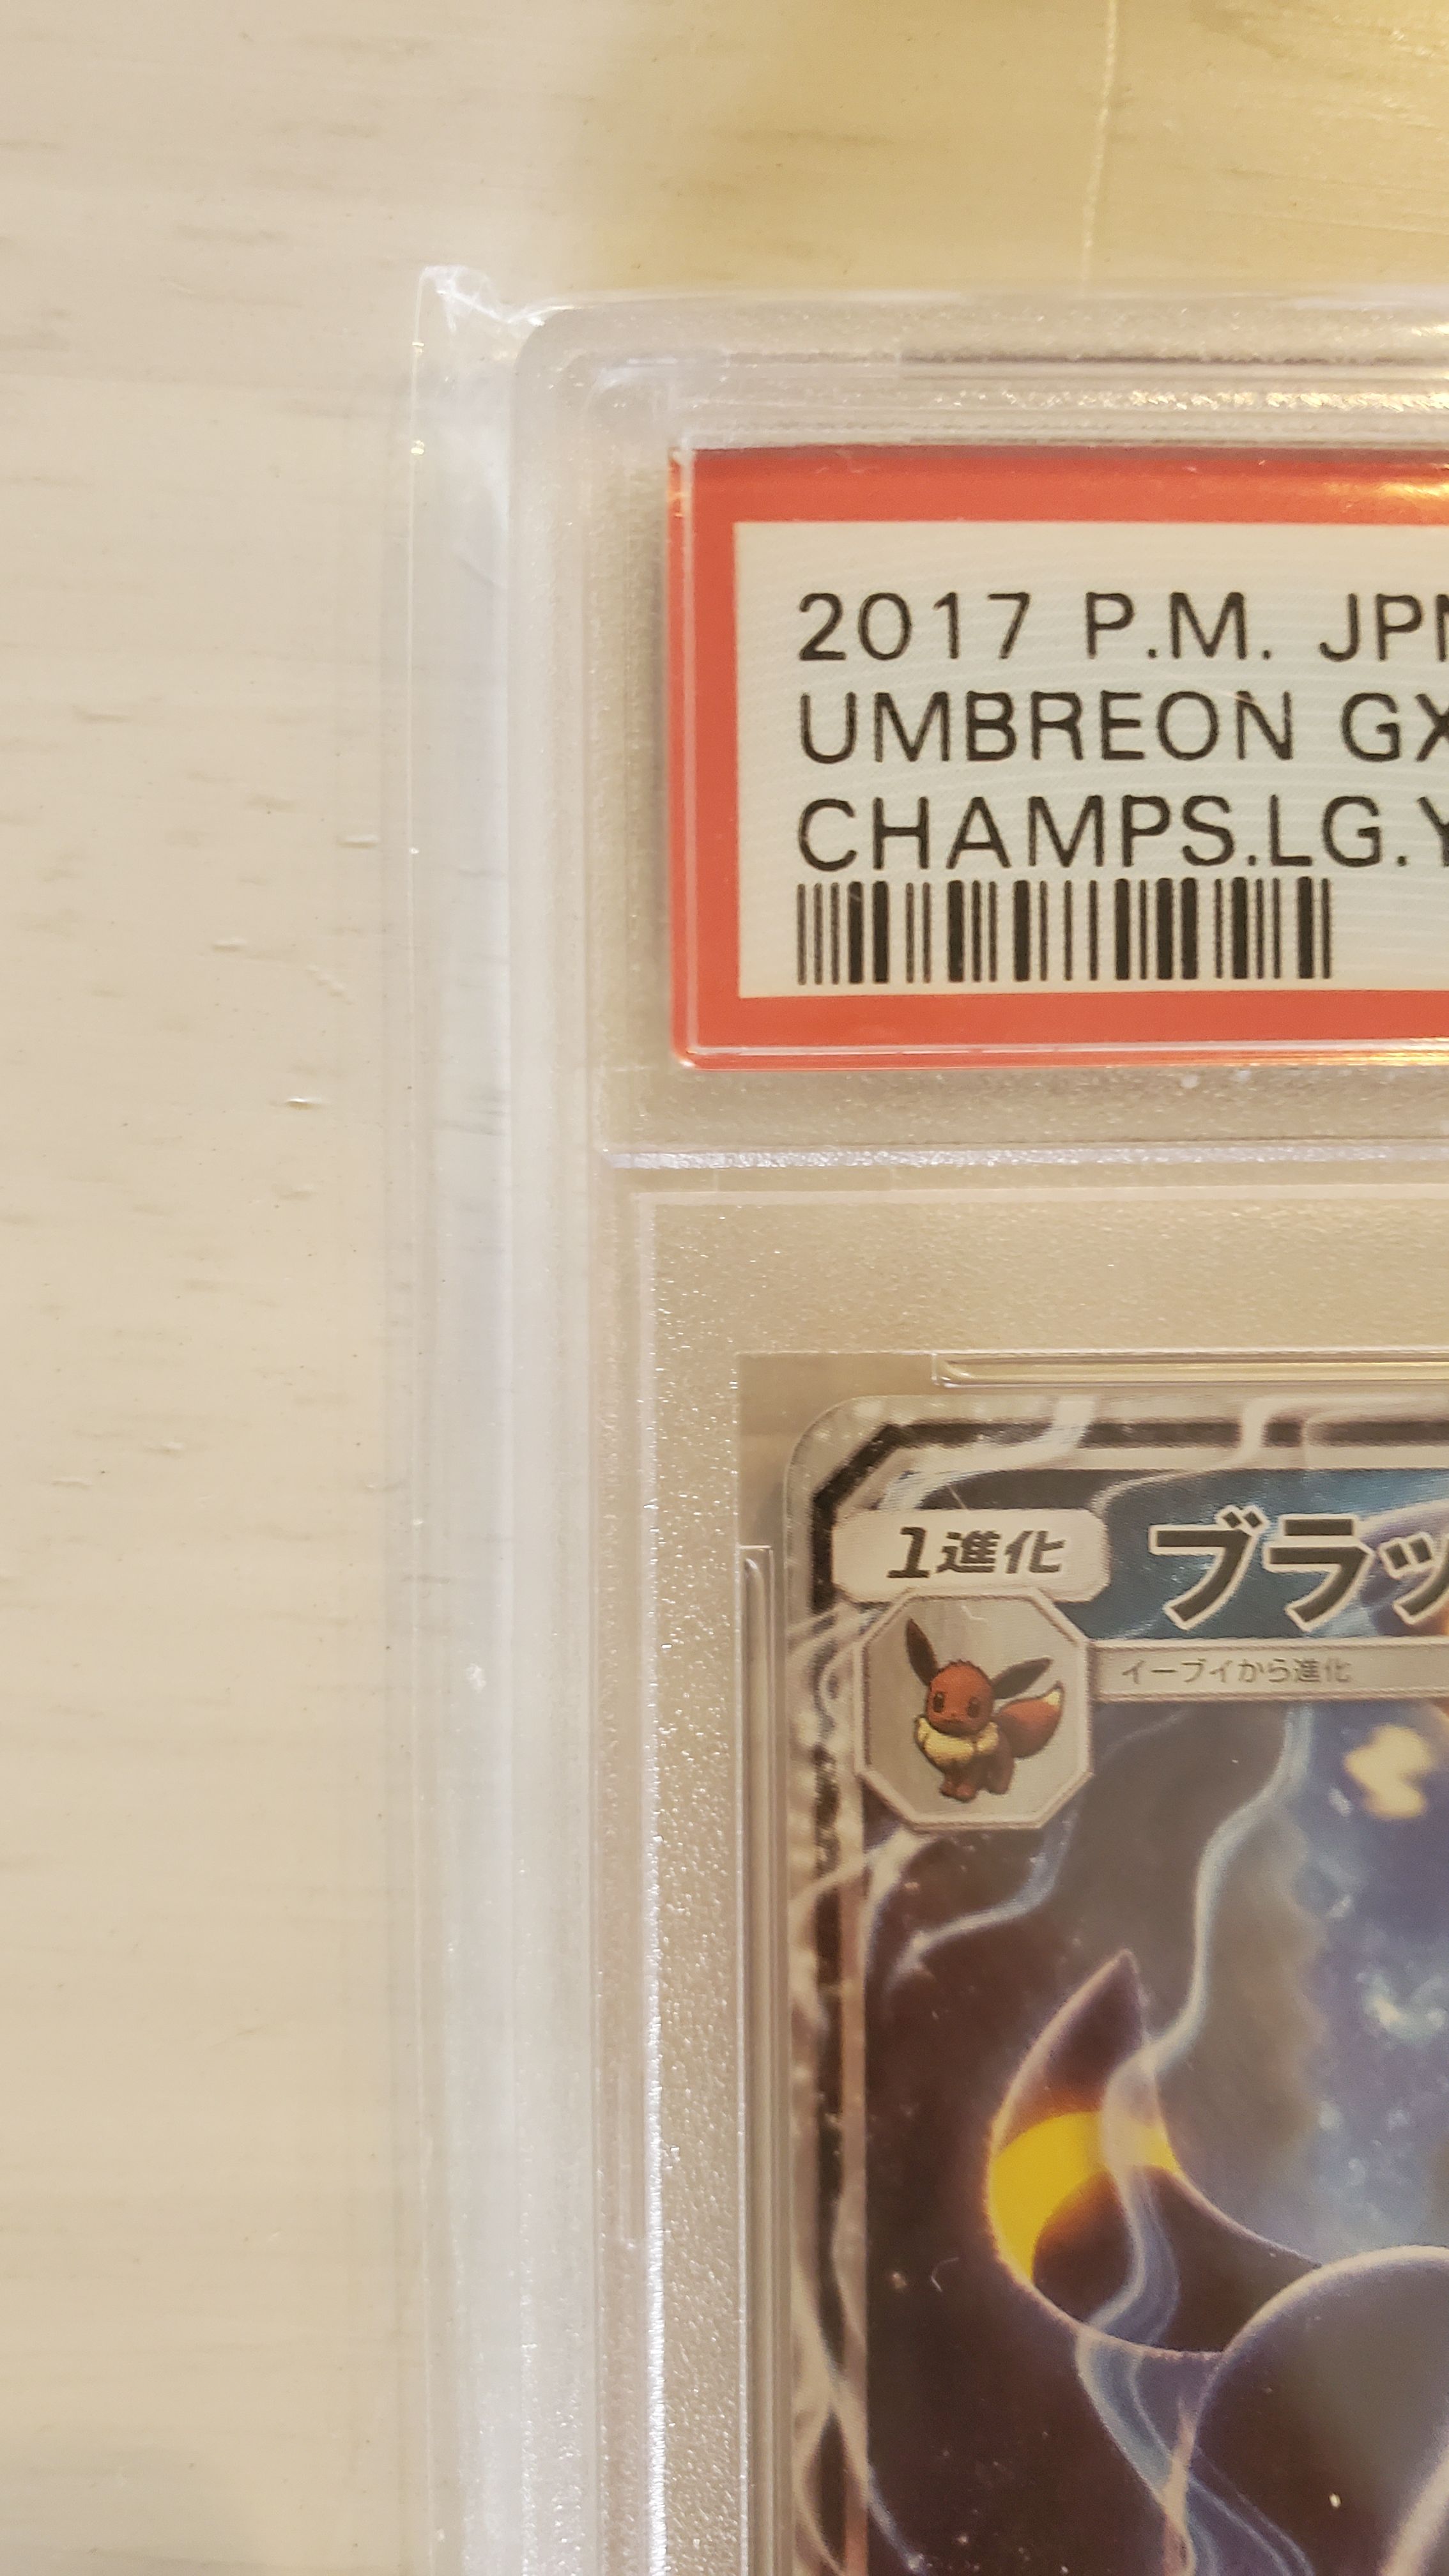 2017 P.M. JP
UMBREON GX
CHAMPS.LG.
1進化
ブラッ
イーブイから進化